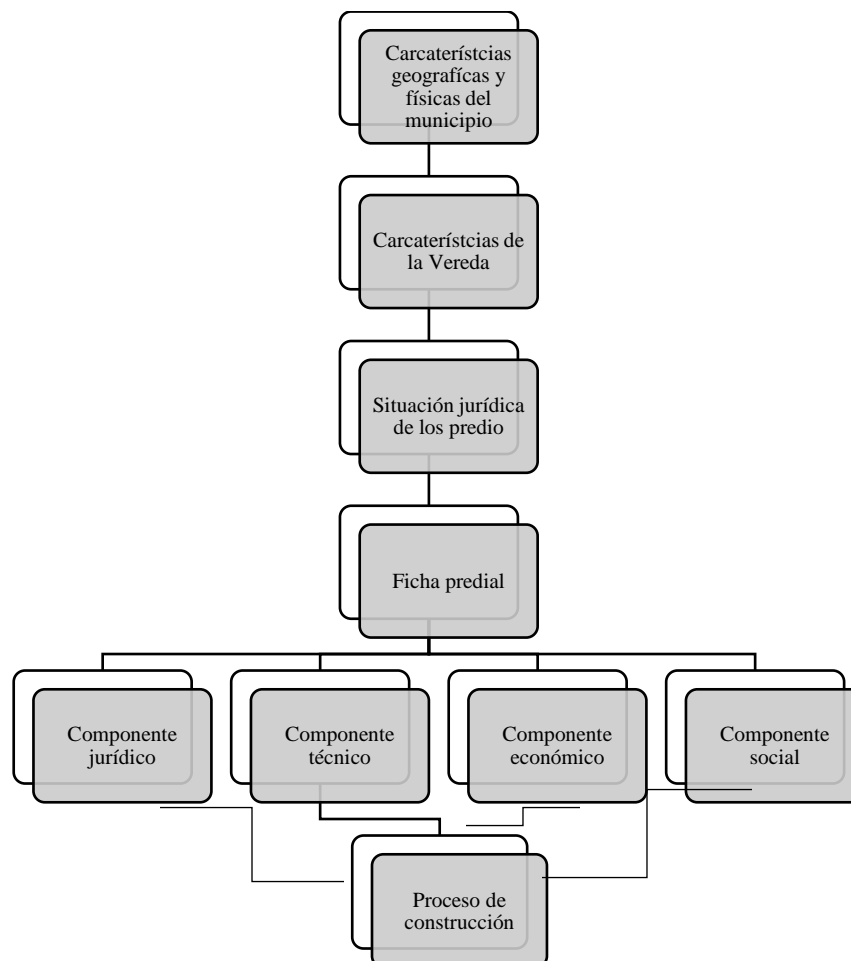 Carcaterístcias
geografícas y
físicas del
municipio
Carcaterístcias de
la Vereda
Situación jurídica
de los predio
Ficha predial
Componente
jurídico
Componente
técnico
Componente
económico
Componente
social
Proceso de
construcción